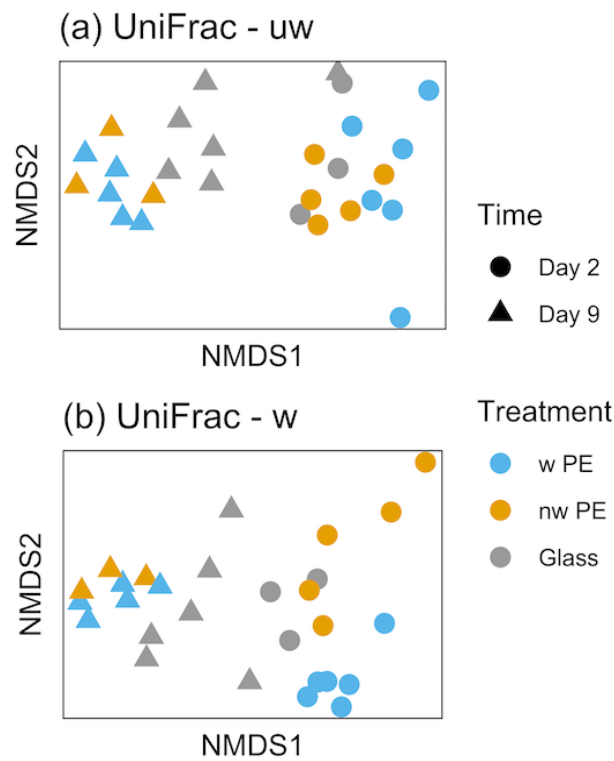 (a) UniFrac - uw
NMDS2
NMDS1
Time
Day 2
Day 9
(b) UniFrac - w
NMDS2
NMDS1
Treatment
w PE
nw PE
Glass